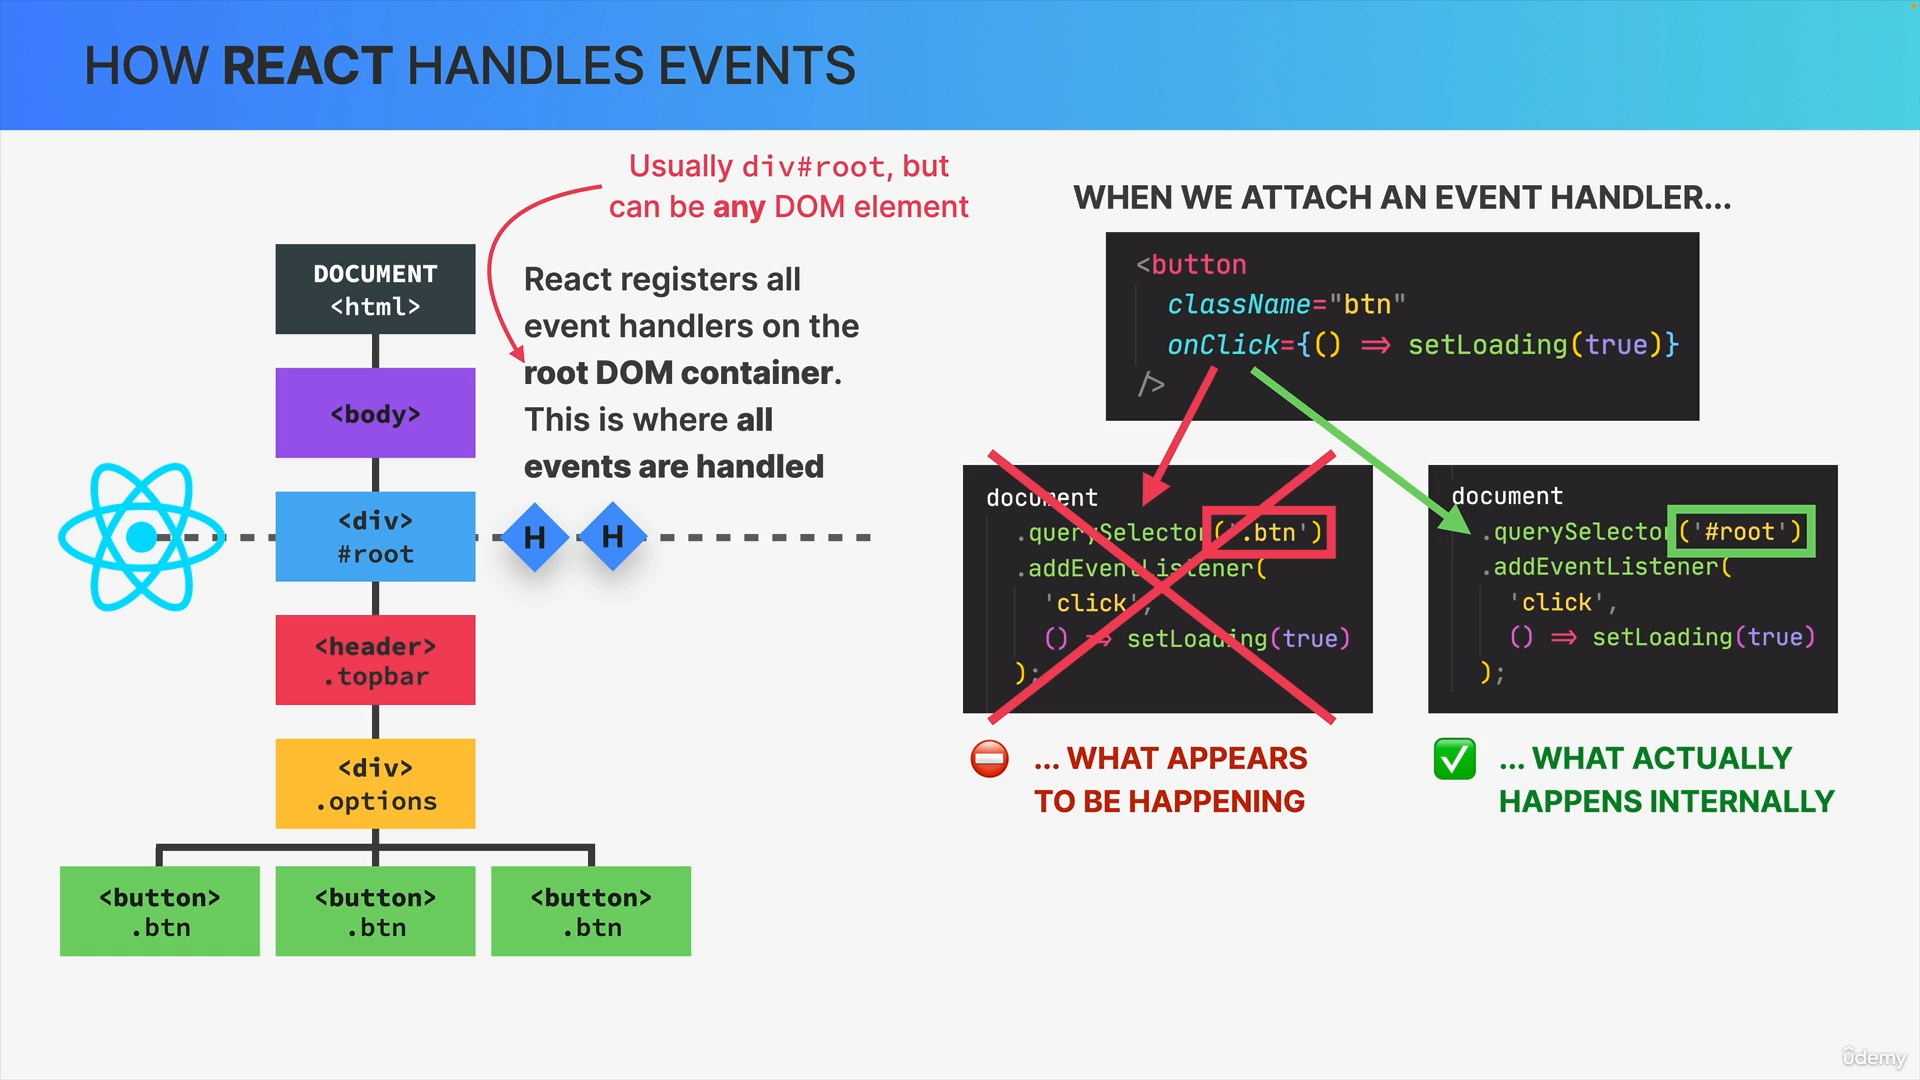 HOW REACT HANDLES EVENTS
Usually div#root, but
can be any DOM element
DOCUMENT
<html>
<body>
<div>
#root
<header>
.topbar
<div>
.options
<button>
.btn
<button>
.btn
<button>
.btn
React registers all
event handlers on the
root DOM container.
This is where all
events are handled
H
H
WHEN WE ATTACH AN EVENT HANDLER...
<button
className="btn"
onClick={() => setLoading(true)}
/>
document
.querySelector('.btn')
.addEventListener(
'click',
() => setLoading(true)
);
... WHAT APPEARS
TO BE HAPPENING
document
.querySelector('#root')
.addEventListener(
'click',
() => setLoading(true)
);
... WHAT ACTUALLY
HAPPENS INTERNALLY
ûdemy